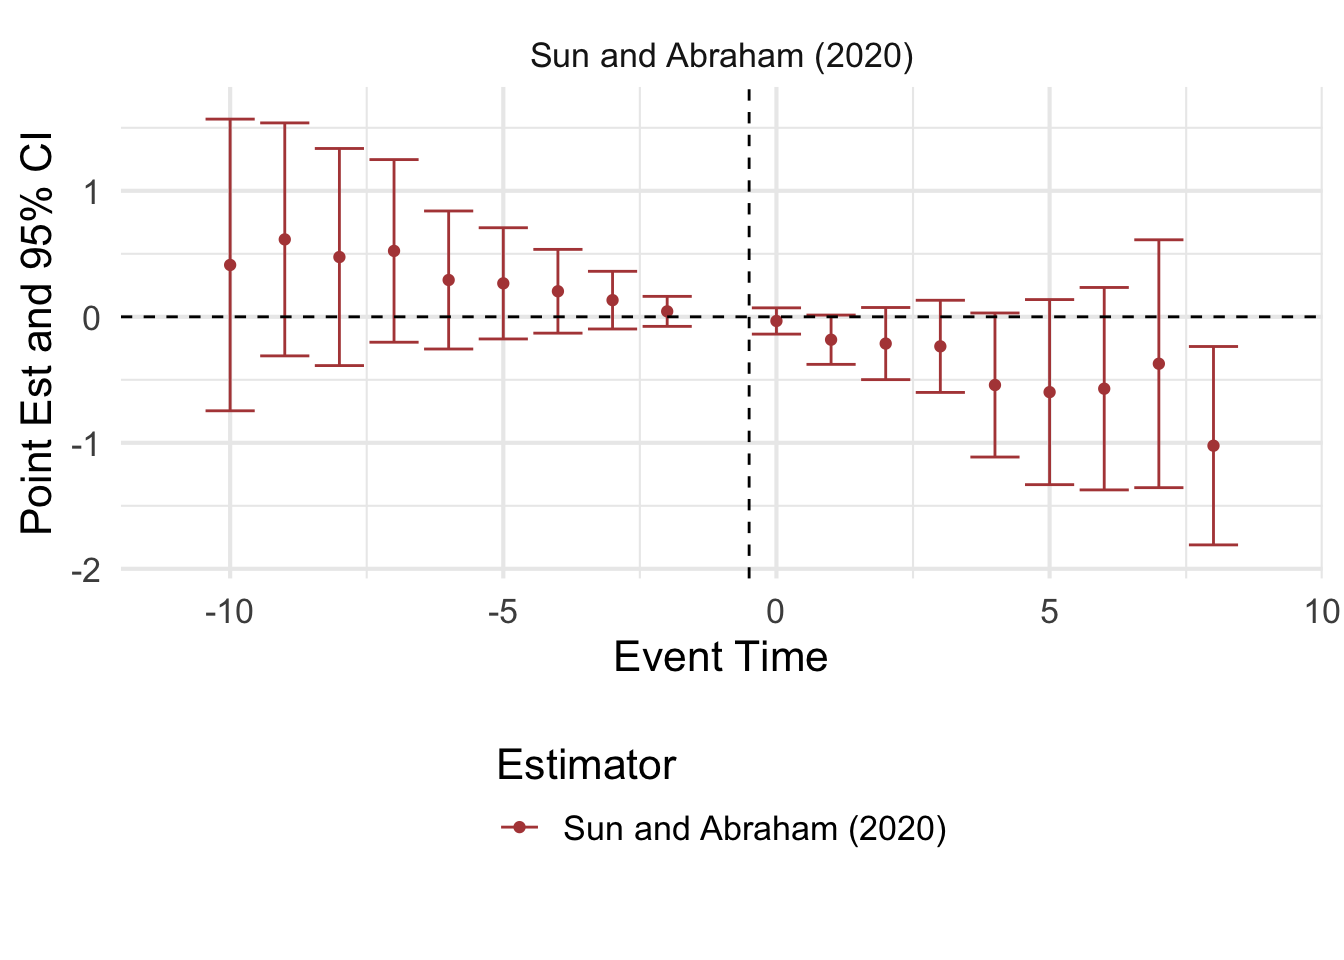 Sun and Abraham (2020)
Point Est and 95% CI
1
0
-1
-2
-10 -5 0 5 10
Event Time
Estimator
Sun and Abraham (2020)